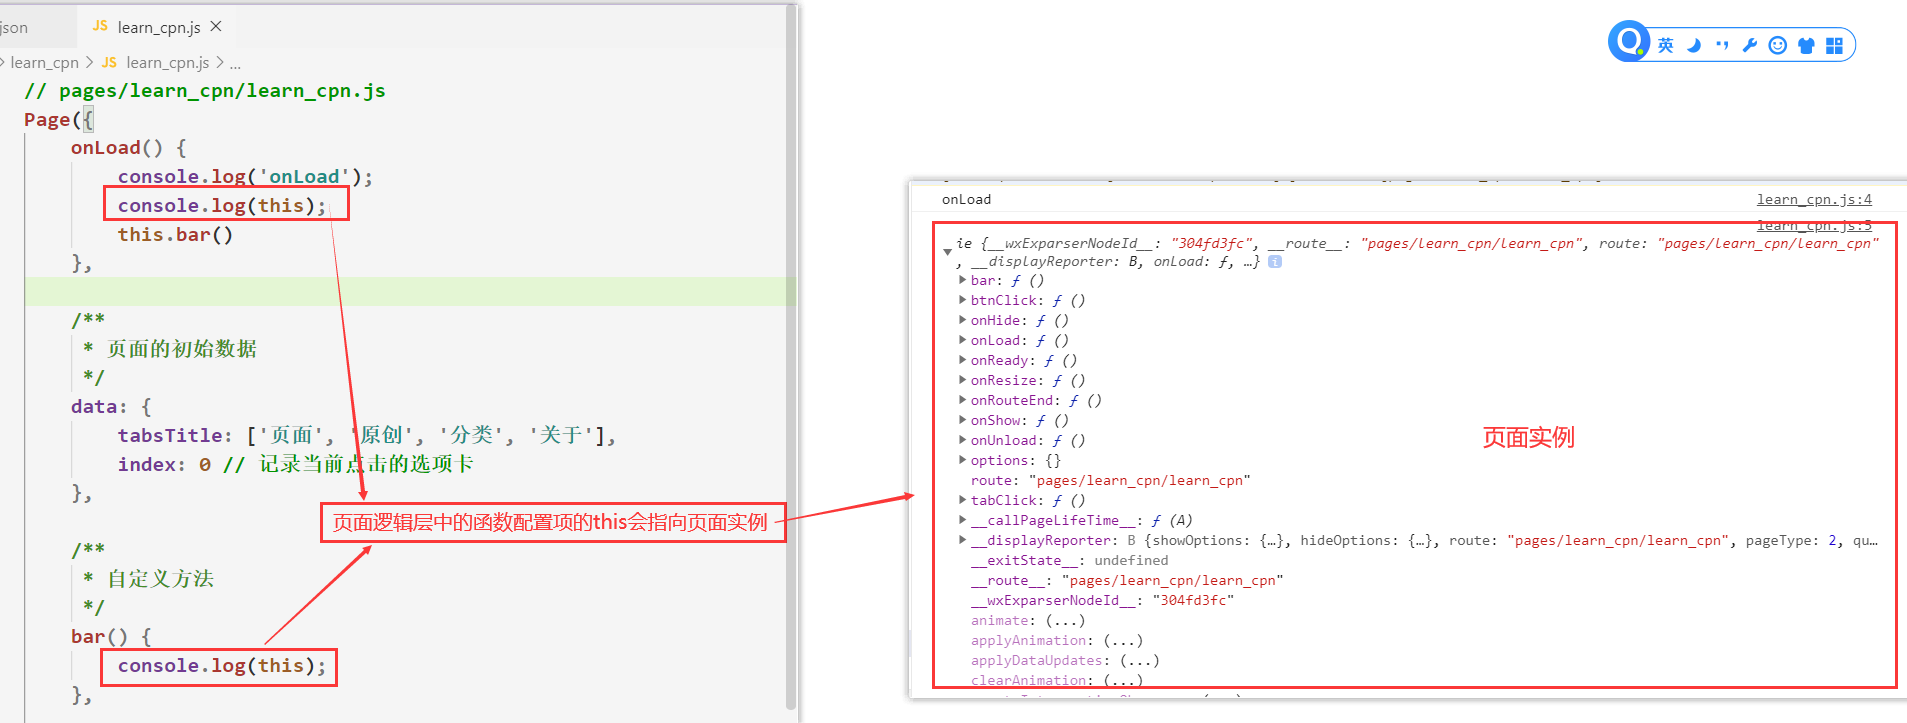 json
JS learn_cpn.js ×
> learn_cpn > JS learn_cpn.js > ...
// pages/learn_cpn/learn_cpn.js
Page({
onLoad() {
console.log('onLoad');
console.log(this);
this.bar()
},
/**
* 页面的初始数据
*/
data: {
tabsTitle: ['页面', '原创', '分类', '关于'],
index: 0 // 记录当前点击的选项卡
},
页面逻辑层中的函数配置项的this会指向页面实例
/**
* 自定义方法
*/
bar() {
console.log(this);
},
英
onLoad learn_cpn.js:4
learn_cpn.js:5
ie {__wxExparserNodeId__: "304fd3fc", __route__: "pages/learn_cpn/learn_cpn", route: "pages/learn_cpn/learn_cpn"
, __displayReporter: B, onLoad: ƒ, …} i
bar: ƒ ()
btnClick: ƒ ()
onHide: ƒ ()
onLoad: ƒ ()
onReady: ƒ ()
onResize: ƒ ()
onRouteEnd: ƒ ()
onShow: ƒ ()
onUnload: ƒ ()
options: {}
route: "pages/learn_cpn/learn_cpn"
tabClick: ƒ ()
__callPageLifeTime__: ƒ (A)
__displayReporter: B {showOptions: {…}, hideOptions: {…}, route: "pages/learn_cpn/learn_cpn", pageType: 2, qu…
__exitState__: undefined
__route__: "pages/learn_cpn/learn_cpn"
__wxExparserNodeId__: "304fd3fc"
animate: (...)
applyAnimation: (...)
applyDataUpdates: (...)
clearAnimation: (...)
页面实例